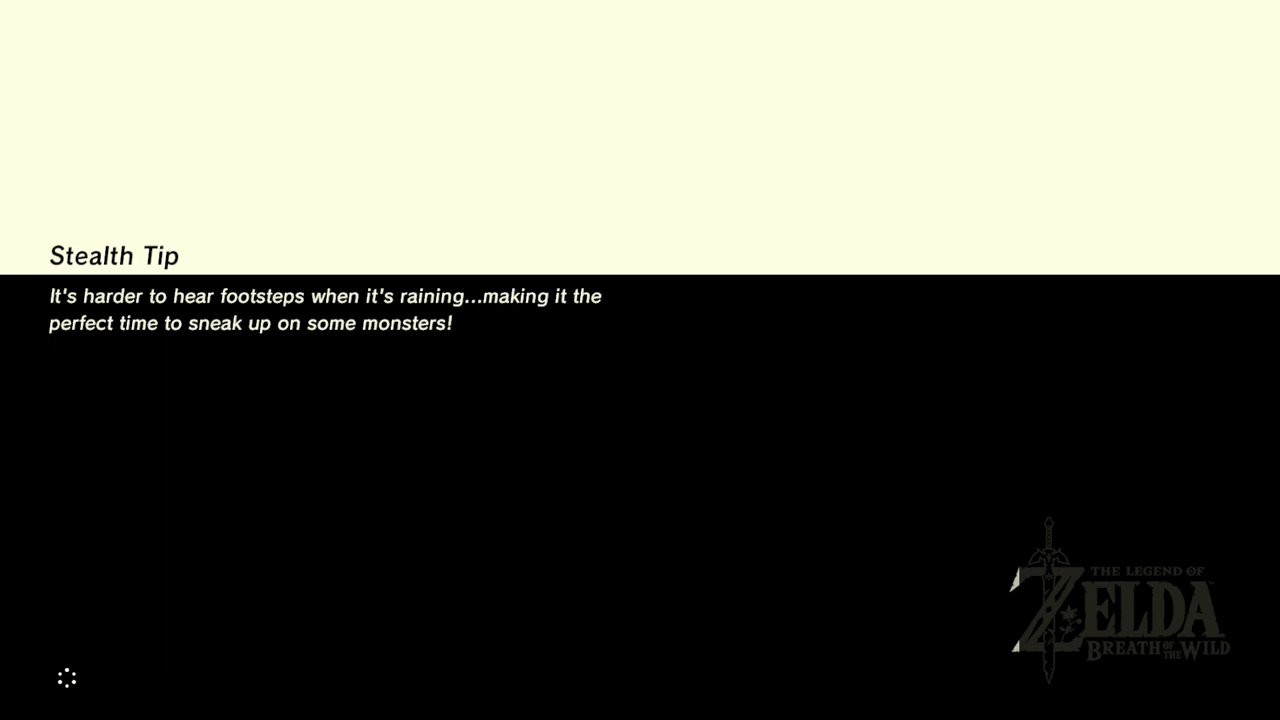 Stealth Tip
It's harder to hear footsteps when it's raining...making it the
perfect time to sneak up on some monsters!
THE LEGEND OF
ZELDA
BREATH OF THE WILD